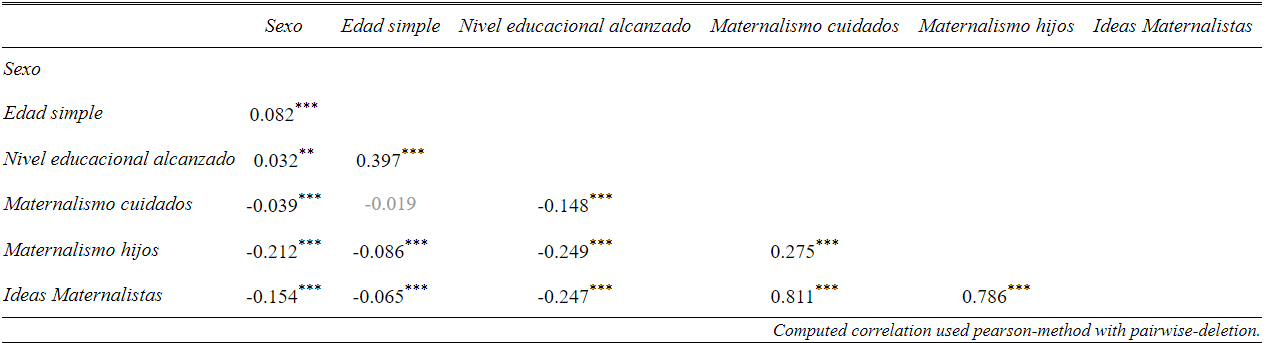 Sexo Edad simple Nivel educacional alcanzado Maternalismo cuidados Maternalismo hijos Ideas Maternalistas
Sexo
Edad simple 0.082***
Nivel educacional alcanzado 0.032** 0.397***
Maternalismo cuidados -0.039*** -0.019 -0.148***
Maternalismo hijos -0.212*** -0.086*** -0.249*** 0.275***
Ideas Maternalistas -0.154*** -0.065*** -0.247*** 0.811*** 0.786***
Computed correlation used pearson-method with pairwise-deletion.